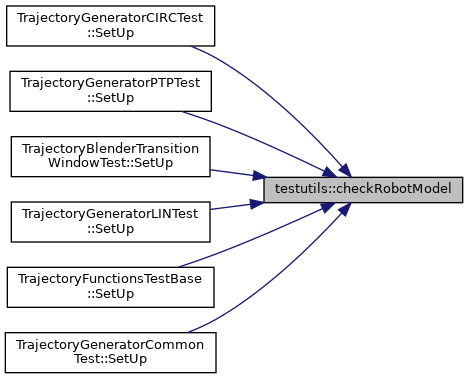 TrajectoryGeneratorCIRCTest
::SetUp
TrajectoryGeneratorPTPTest
::SetUp
TrajectoryBlenderTransition
WindowTest::SetUp
testutils::checkRobotModel
TrajectoryGeneratorLINTest
::SetUp
TrajectoryFunctionsTestBase
::SetUp
TrajectoryGeneratorCommon
Test::SetUp